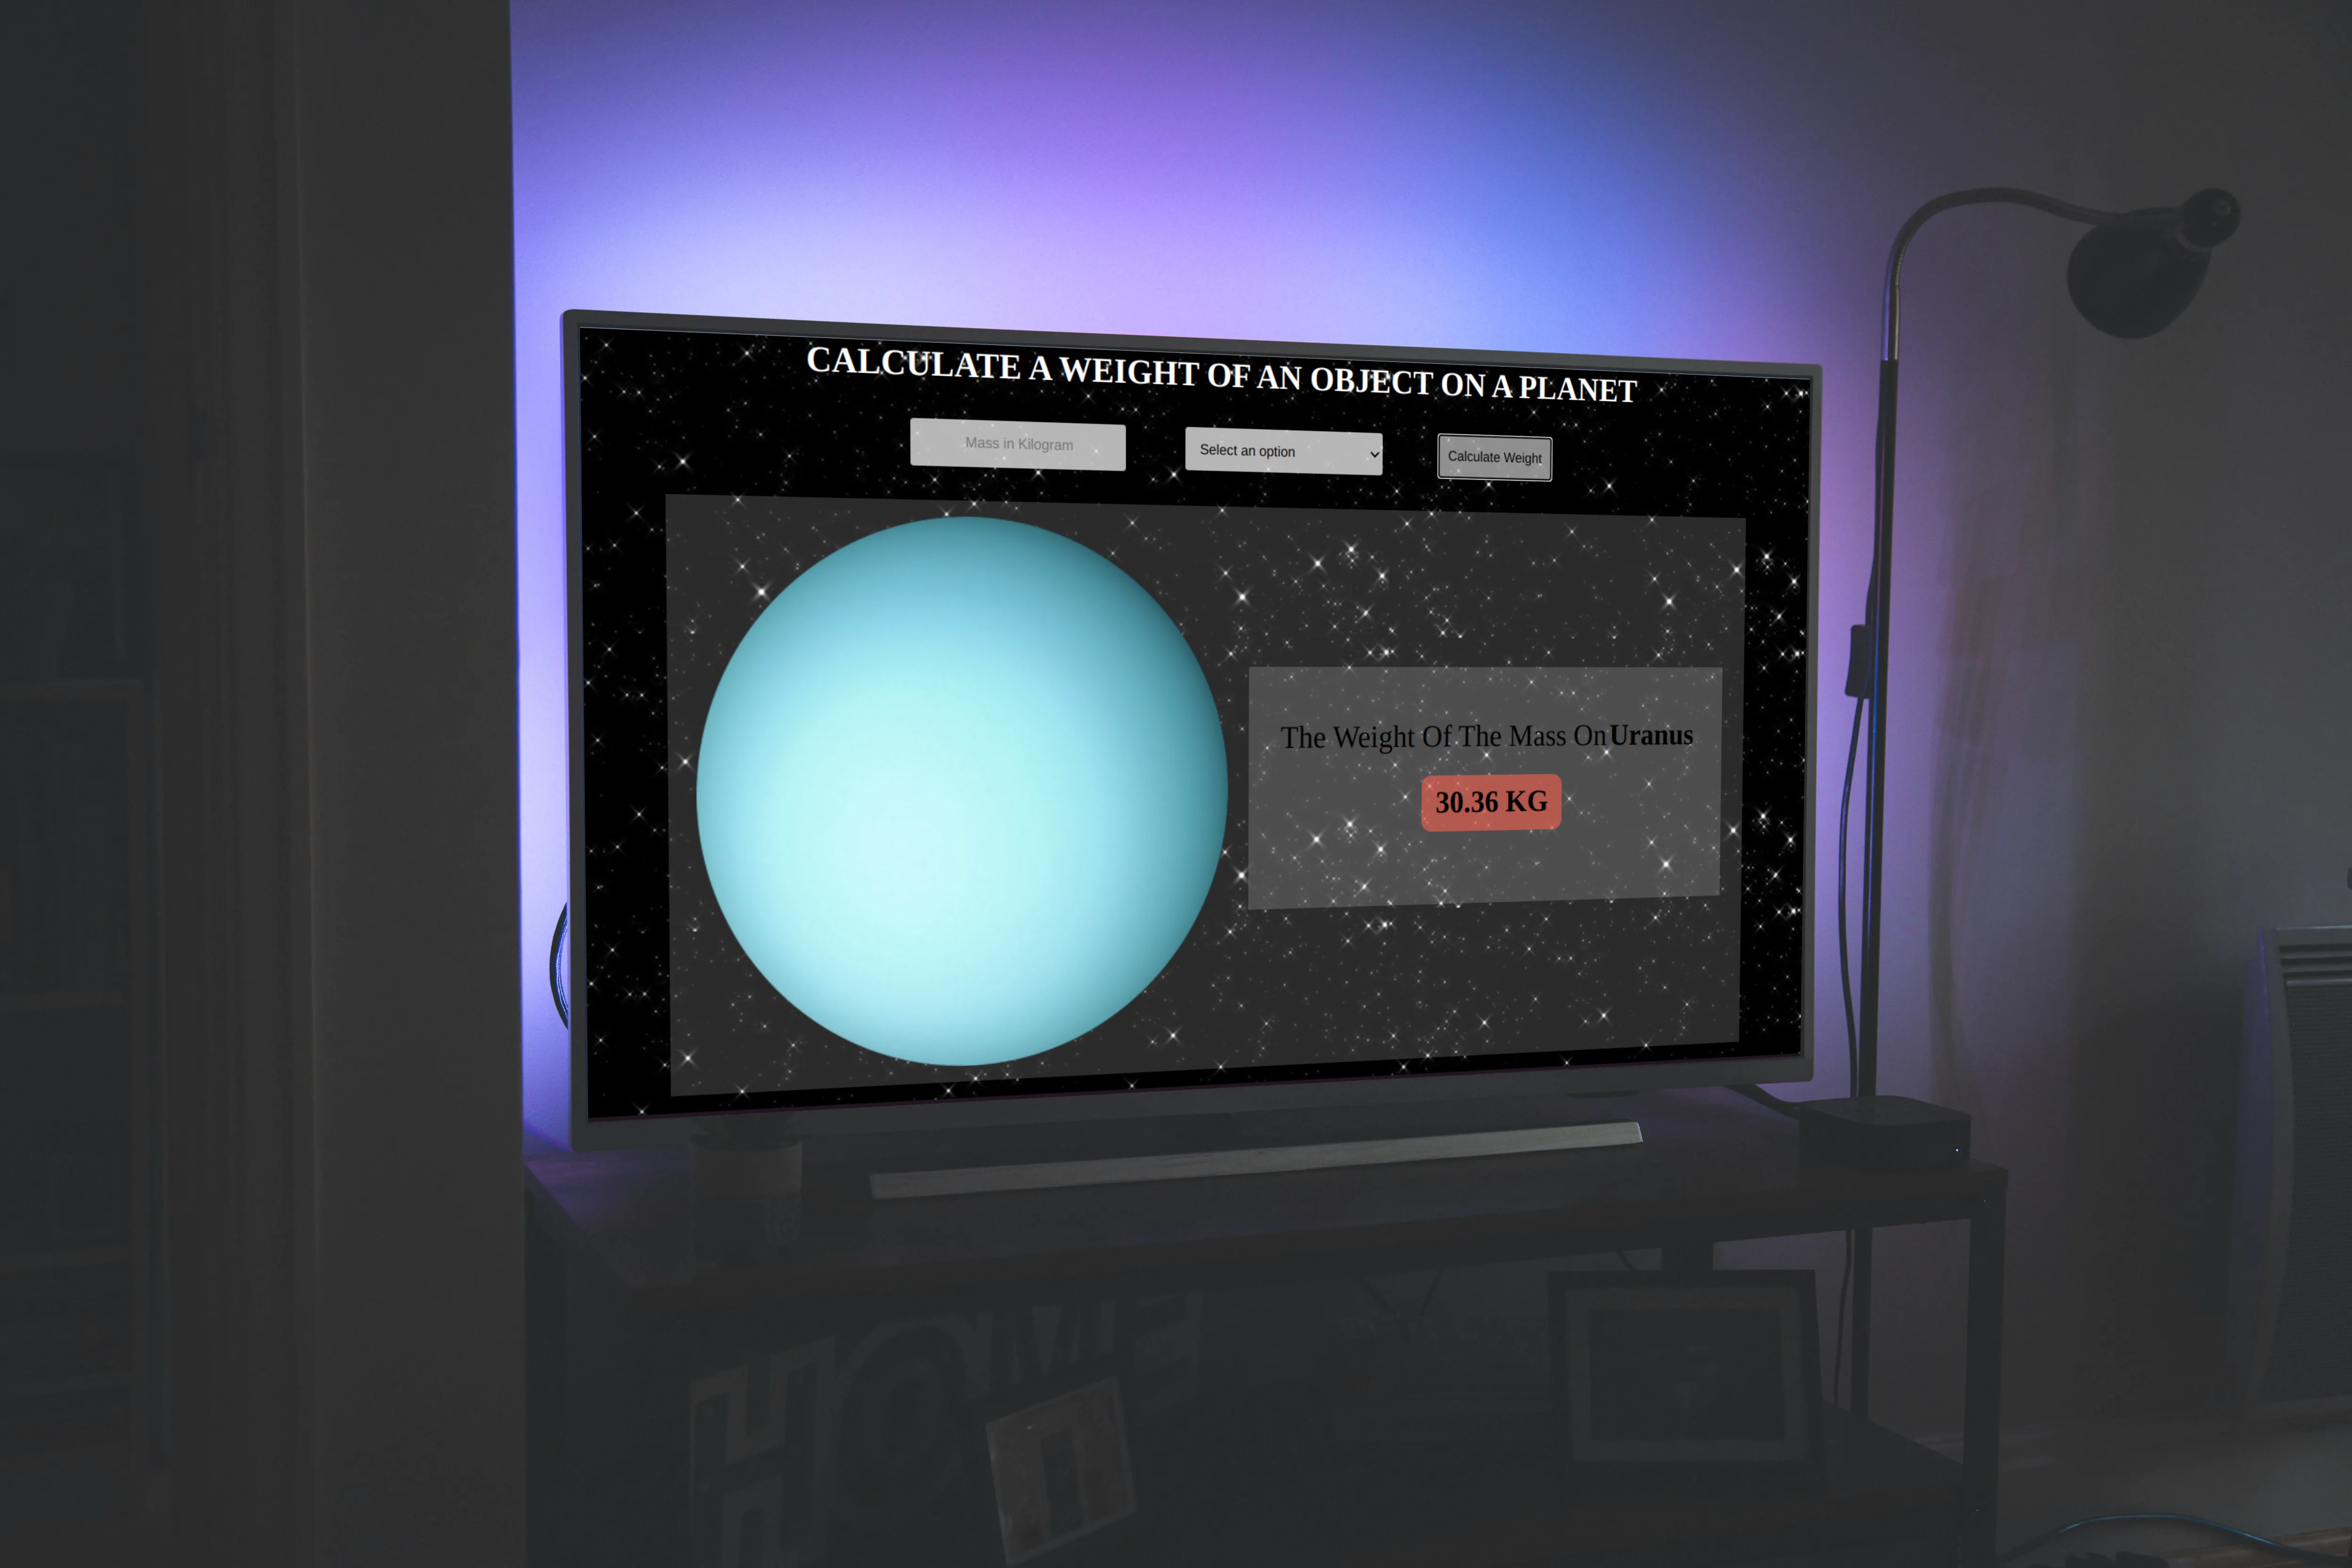 CALCULATE A WEIGHT OF AN OBJECT ON A PLANET
Mass in Kilogram
Select an option
Calculate Weight
The Weight Of The Mass On Uranus
30.36 KG
HOME